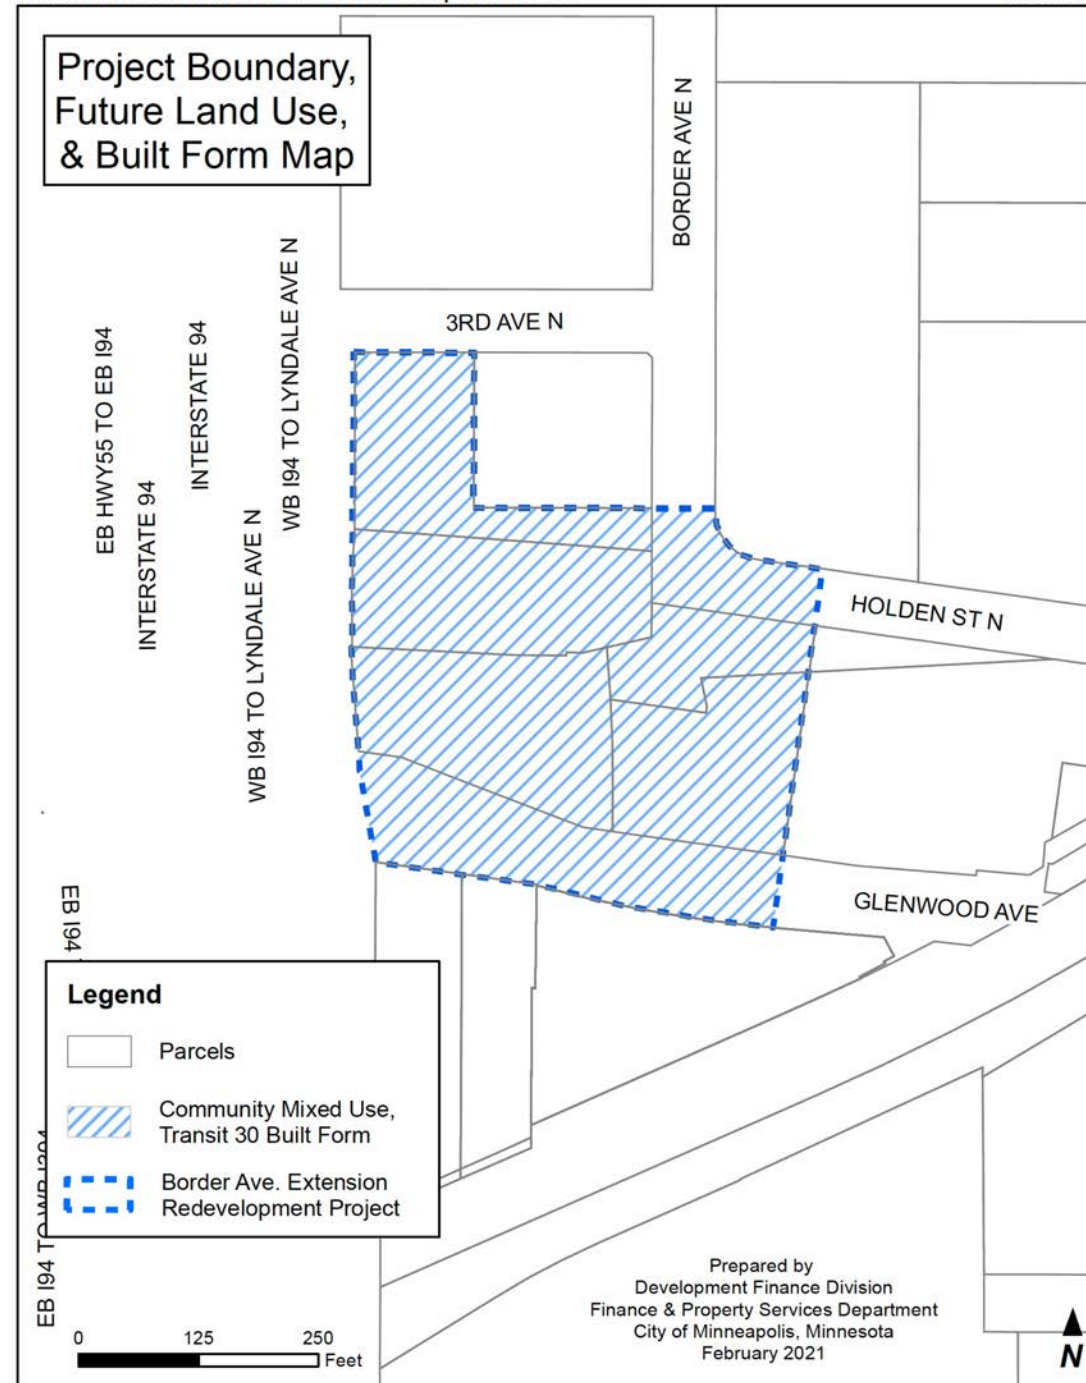 Project Boundary,
Future Land Use,
& Built Form Map
BORDER AVE N
3RD AVE N
WB I94 TO LYNDALE AVE N
INTERSTATE 94
EB HWY55 TO EB I94
INTERSTATE 94
WB I94 TO LYNDALE AVE N
HOLDEN ST N
GLENWOOD AVE
EB I94
Legend
Parcels
Community Mixed Use,
Transit 30 Built Form
Border Ave. Extension
Redevelopment Project
EB I94 TO WB I394
0 125 250
Feet
Prepared by
Development Finance Division
Finance & Property Services Department
City of Minneapolis, Minnesota
February 2021
N